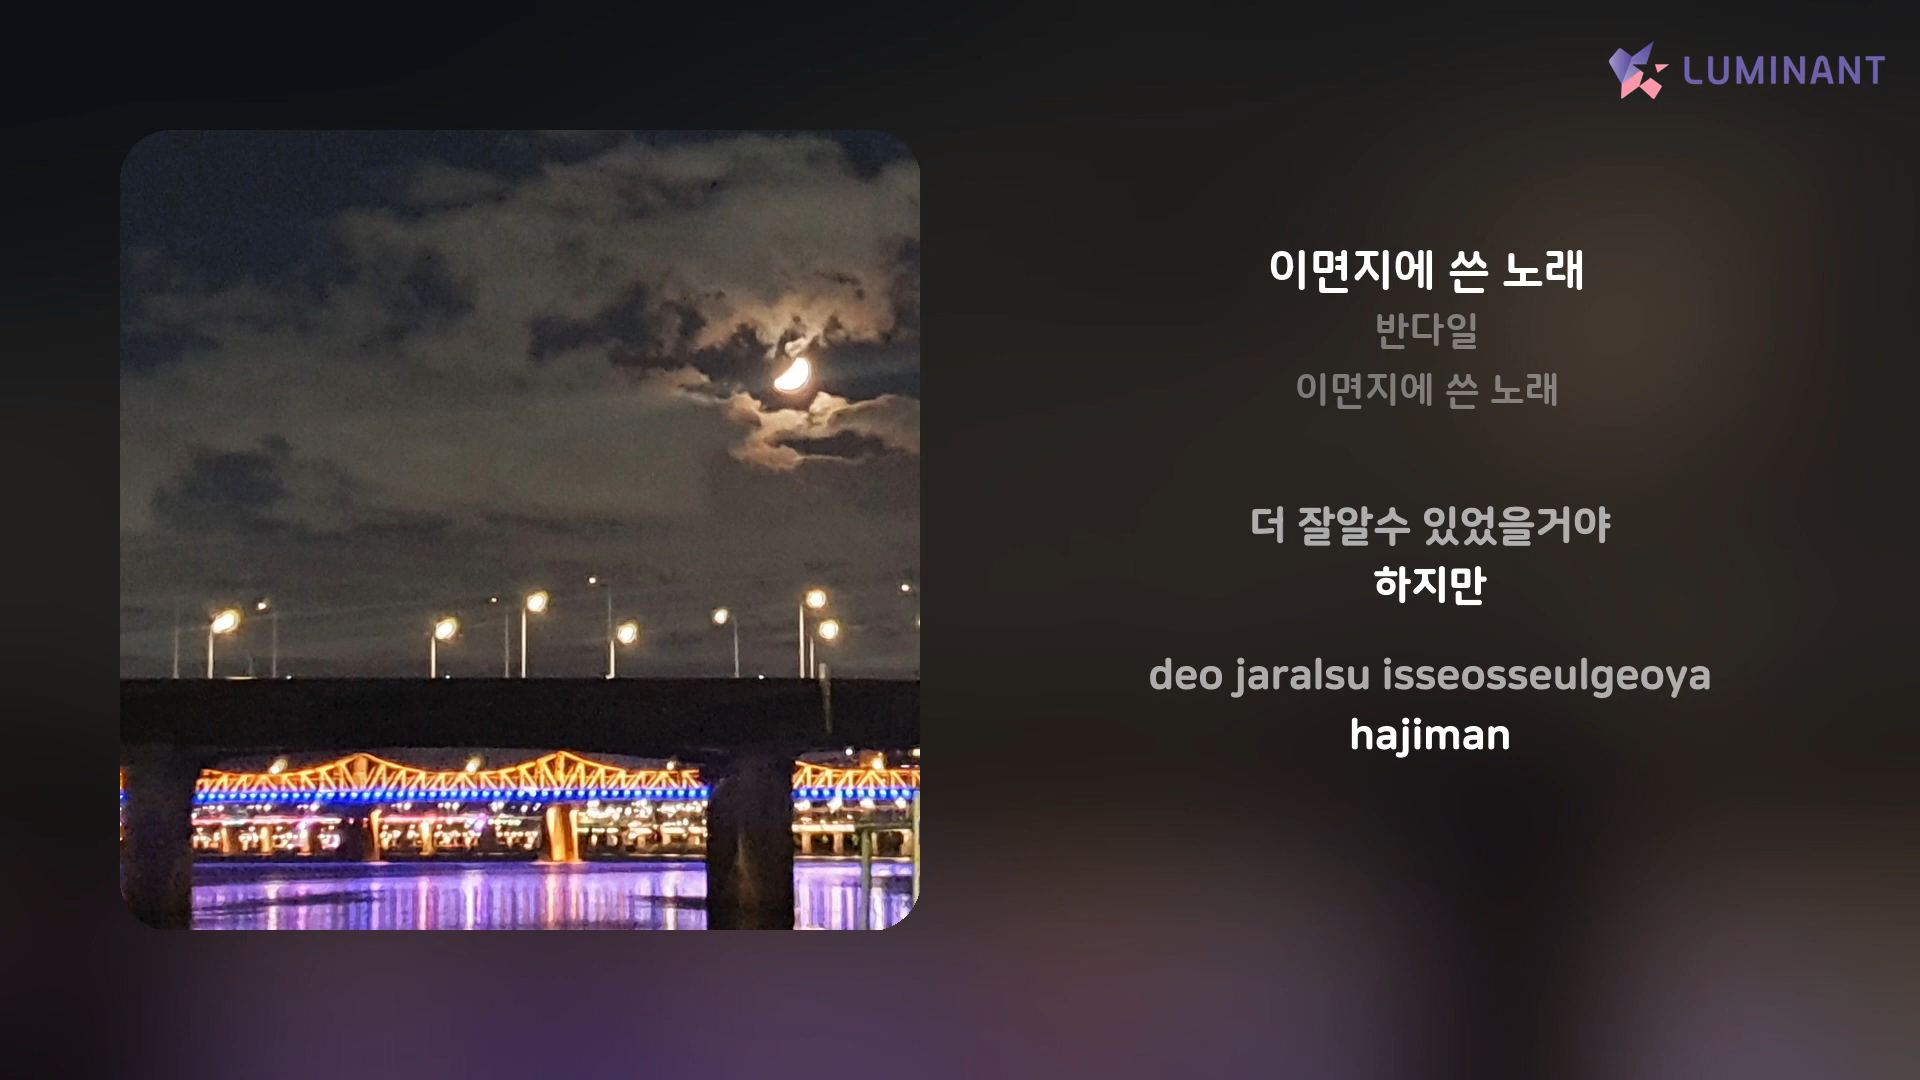 LUMINANT
이면지에 쓴 노래
반다일
이면지에 쓴 노래
더 잘알수 있었을거야
하지만
deo jaralsu isseosseulgeoya
hajiman